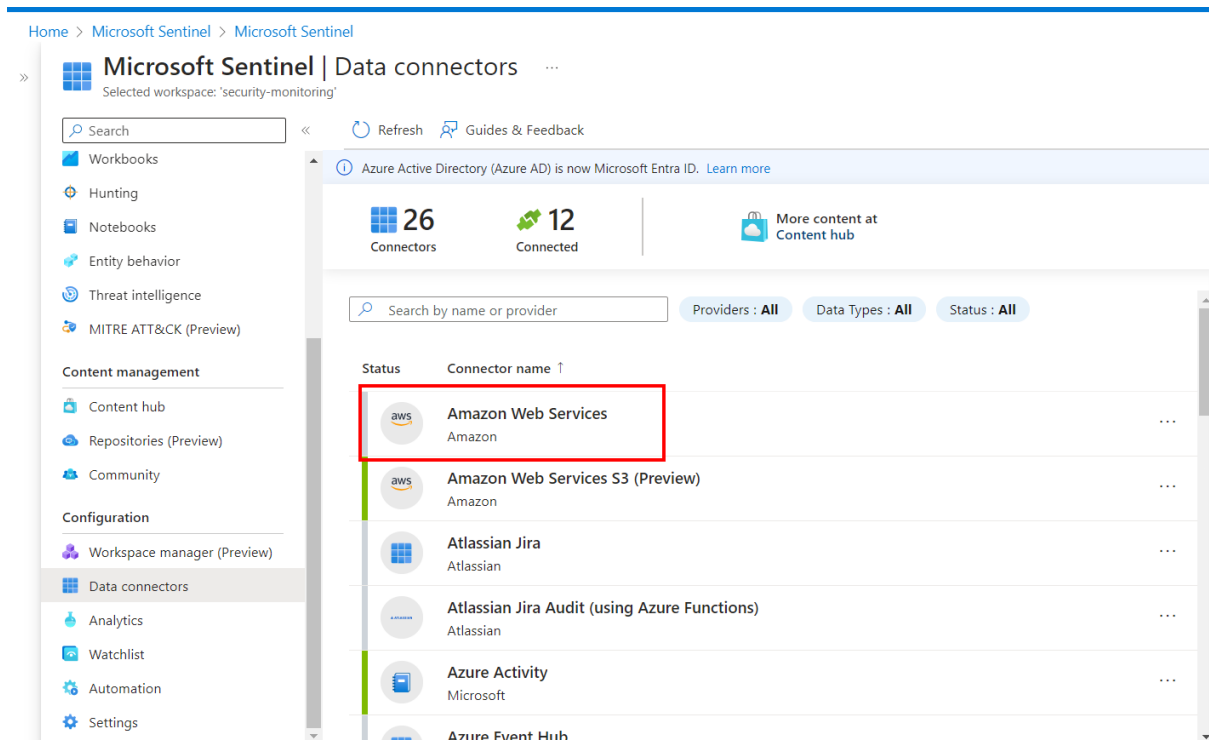 Home > Microsoft Sentinel > Microsoft Sentinel
Microsoft Sentinel | Data connectors ...
Selected workspace: 'security-monitoring'
Search
Workbooks
Hunting
Notebooks
Entity behavior
Threat intelligence
MITRE ATT&CK (Preview)
Content management
Content hub
Repositories (Preview)
Community
Configuration
Workspace manager (Preview)
Data connectors
Analytics
Watchlist
Automation
Settings
Refresh Guides & Feedback
Azure Active Directory (Azure AD) is now Microsoft Entra ID. Learn more
26
Connectors
12
Connected
More content at
Content hub
Search by name or provider Providers : All Data Types : All Status : All
Status Connector name ↑
aws Amazon Web Services
Amazon
aws Amazon Web Services S3 (Preview)
Amazon
Atlassian Jira
Atlassian
Atlassian Jira Audit (using Azure Functions)
Atlassian
Azure Activity
Microsoft
Azure Event Hub